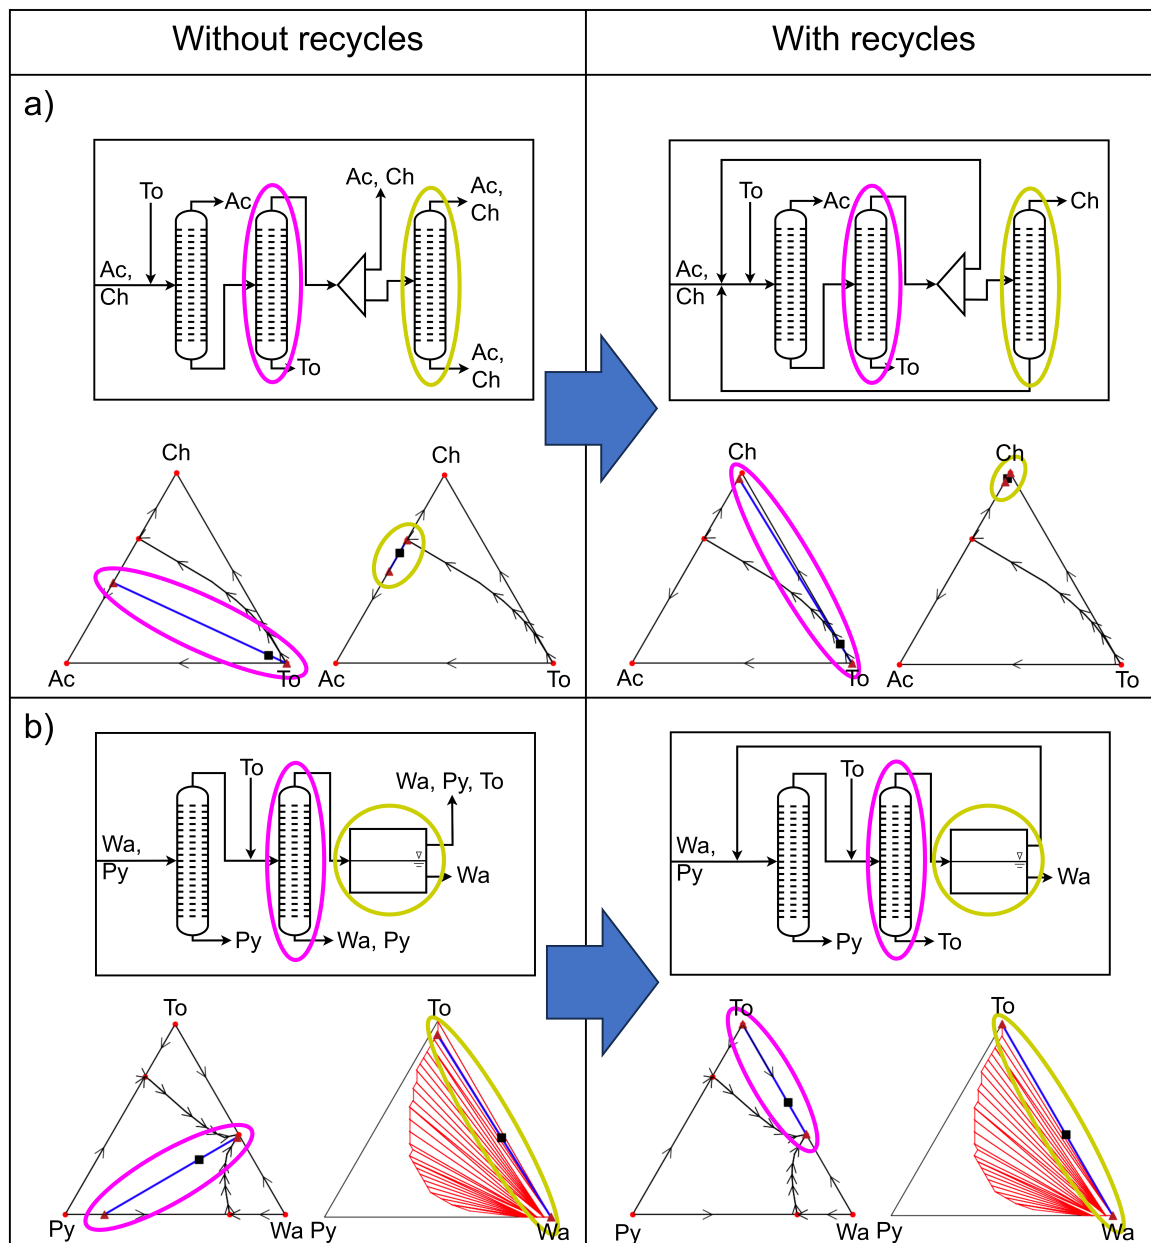 Without recycles
With recycles
a)
To
Ac
Ac, Ch
Ac,
Ch
Ac,
Ch
To
Ac,
Ch
To
Ac
Ch
Ac,
Ch
To
Ch
Ac
To
Ch
Ac
To
Ch
Ac
To
Ch
Ac
To
b)
To
Wa, Py, To
Wa,
Py
Wa
Py
Wa, Py
To
Wa,
Py
Wa
Py
To
To
Py
Wa
To
Py
Wa
To
Py
Wa
To
Py
Wa